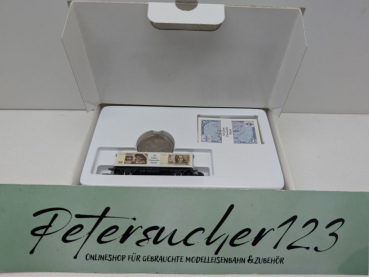 Petersucher123
ONLINESHOP FÜR GEBRAUCHTE MODELLEISENBAHN & ZUBEHÖR